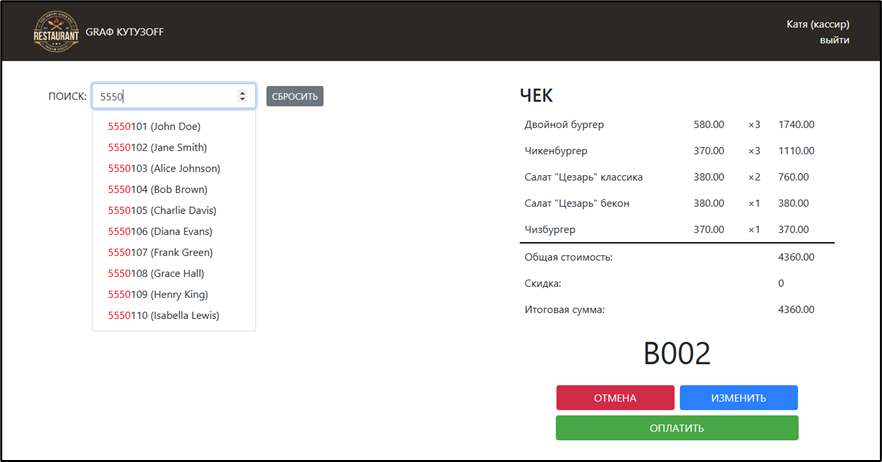 RESTAURANT
GRAФ КУТУЗOFF
Катя (кассир)
выйти
ПОИСК: 5550 СБРОСИТЬ
5550101 (John Doe)
5550102 (Jane Smith)
5550103 (Alice Johnson)
5550104 (Bob Brown)
5550105 (Charlie Davis)
5550106 (Diana Evans)
5550107 (Frank Green)
5550108 (Grace Hall)
5550109 (Henry King)
5550110 (Isabella Lewis)
ЧЕК
Двойной бургер 580.00 ×3 1740.00
Чикенбургер 370.00 ×3 1110.00
Салат "Цезарь" классика 380.00 ×2 760.00
Салат "Цезарь" бекон 380.00 ×1 380.00
Чизбургер 370.00 ×1 370.00
Общая стоимость: 4360.00
Скидка: 0
Итоговая сумма: 4360.00
B002
ОТМЕНА ИЗМЕНИТЬ
ОПЛАТИТЬ